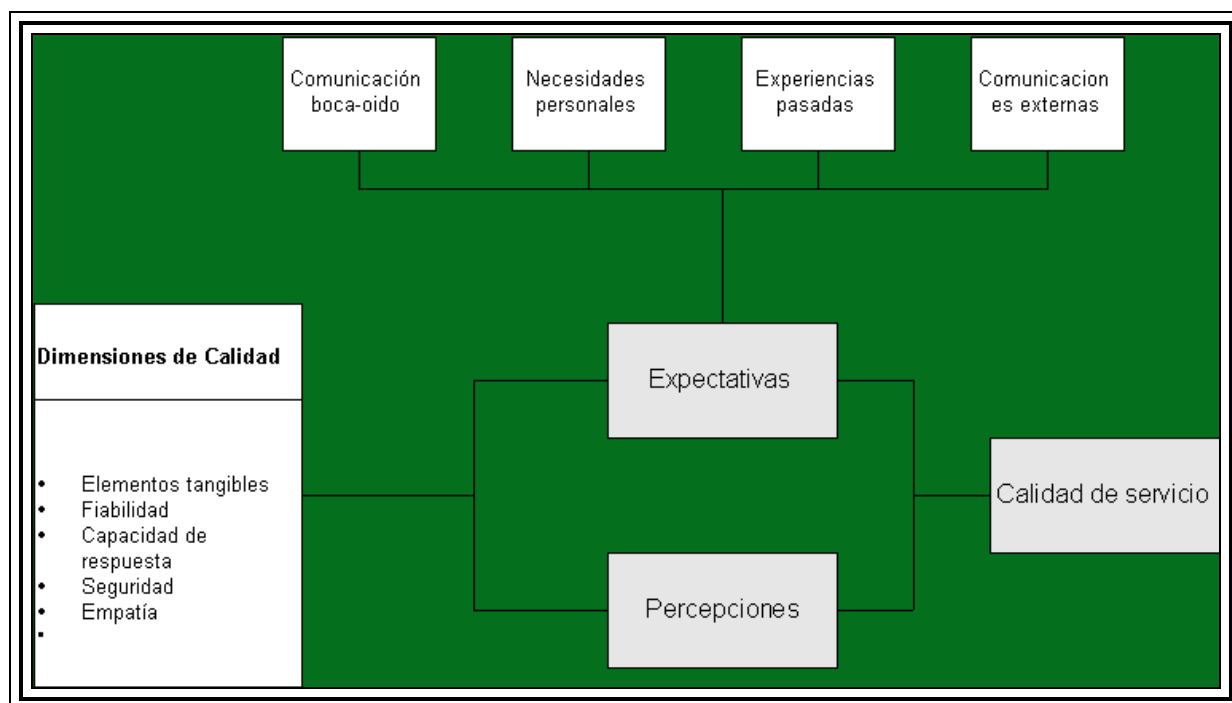 Comunicación
boca-oido
Necesidades
personales
Experiencias
pasadas
Comunicacion
es externas
Dimensiones de Calidad
• Elementos tangibles
• Fiabilidad
• Capacidad de
respuesta
• Seguridad
• Empatía
•
Expectativas
Percepciones
Calidad de servicio